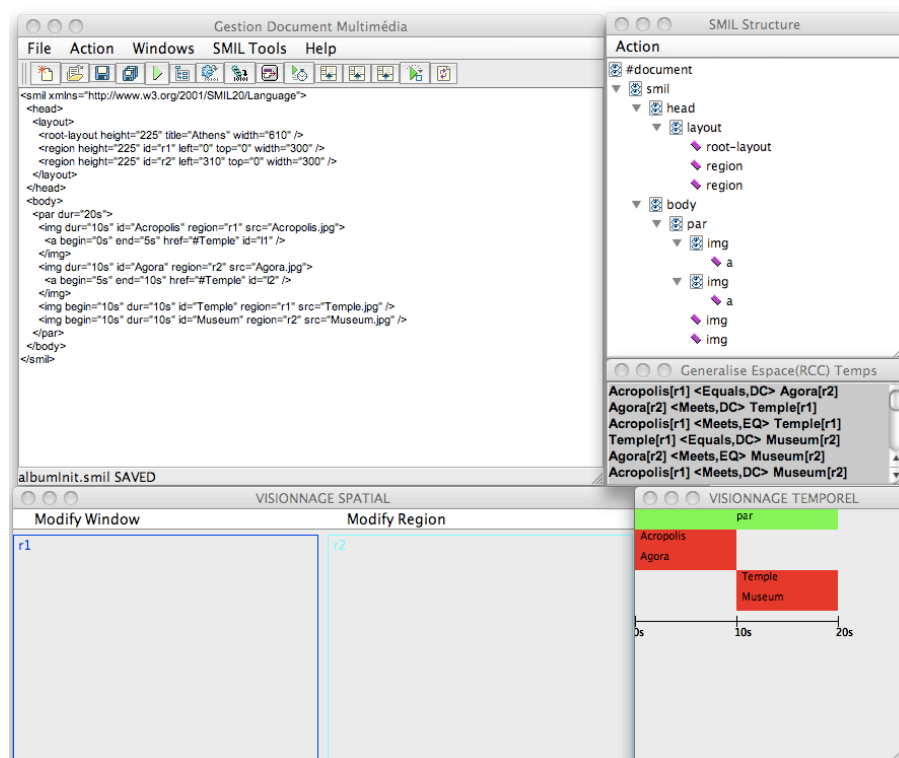 Gestion Document Multimédia
File Action Windows SMIL Tools Help
<smil xmlns="http://www.w3.org/2001/SMIL20/Language">
<head>
<layout>
<root-layout height="225" title="Athens" width="610" />
<region height="225" id="r1" left="0" top="0" width="300" />
<region height="225" id="r2" left="310" top="0" width="300" />
</layout>
</head>
<body>
<par dur="20s">
<img dur="10s" id="Acropolis" region="r1" src="Acropolis.jpg">
<a begin="0s" end="5s" href="#Temple" id="l1" />
</img>
<img dur="10s" id="Agora" region="r2" src="Agora.jpg">
<a begin="5s" end="10s" href="#Temple" id="l2" />
</img>
<img begin="10s" dur="10s" id="Temple" region="r1" src="Temple.jpg" />
<img begin="10s" dur="10s" id="Museum" region="r2" src="Museum.jpg" />
</par>
</body>
</smil>
albumInit.smil SAVED
SMIL Structure
Action
#document
smil
head
layout
root-layout
region
region
body
par
img
a
img
a
img
img
Generalise Espace(RCC) Temps
Acropolis[r1] <Equals,DC> Agora[r2]
Agora[r2] <Meets,DC> Temple[r1]
Acropolis[r1] <Meets,EQ> Temple[r1]
Temple[r1] <Equals,DC> Museum[r2]
Agora[r2] <Meets,EQ> Museum[r2]
Acropolis[r1] <Meets,DC> Museum[r2]
VISIONNAGE SPATIAL
Modify Window Modify Region
r1 r2
VISIONNAGE TEMPOREL
par
Acropolis
Agora
Temple
Museum
0s 10s 20s